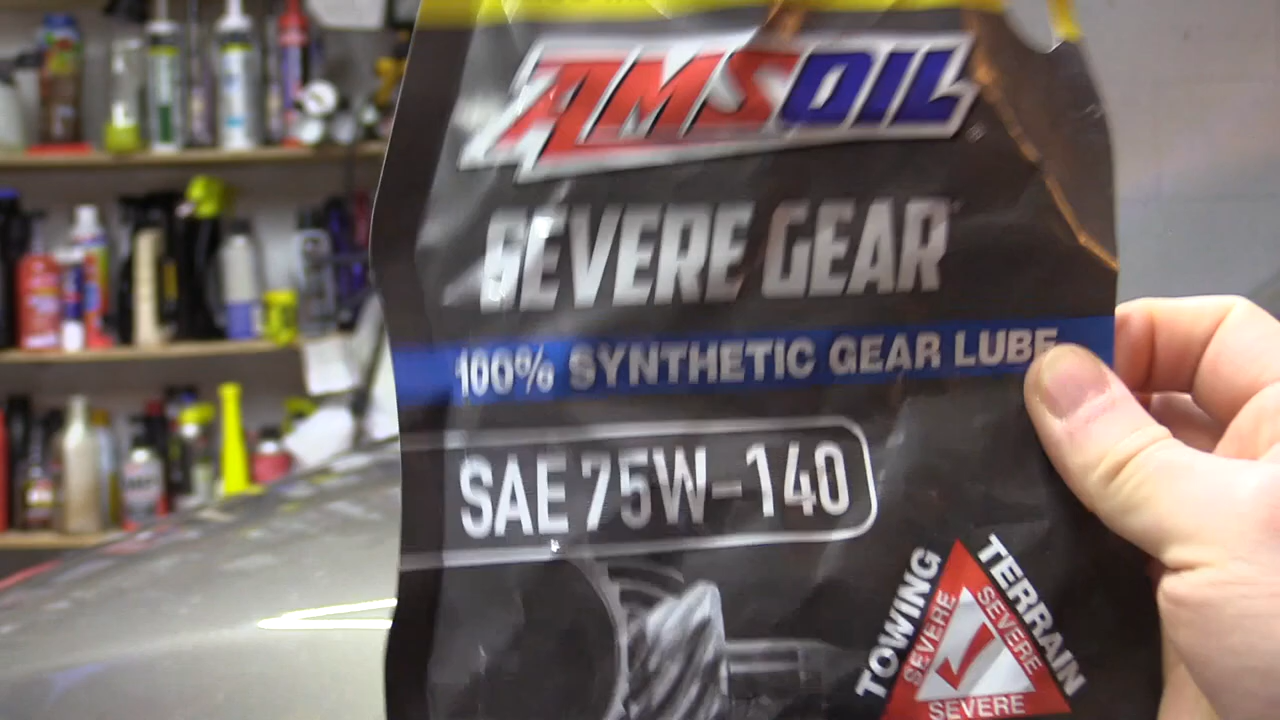 AMSOIL
SEVERE GEAR
100% SYNTHETIC GEAR LUBE
SAE 75W-140
TOWING
TERRAIN
SEVERE
SEVERE
SEVERE